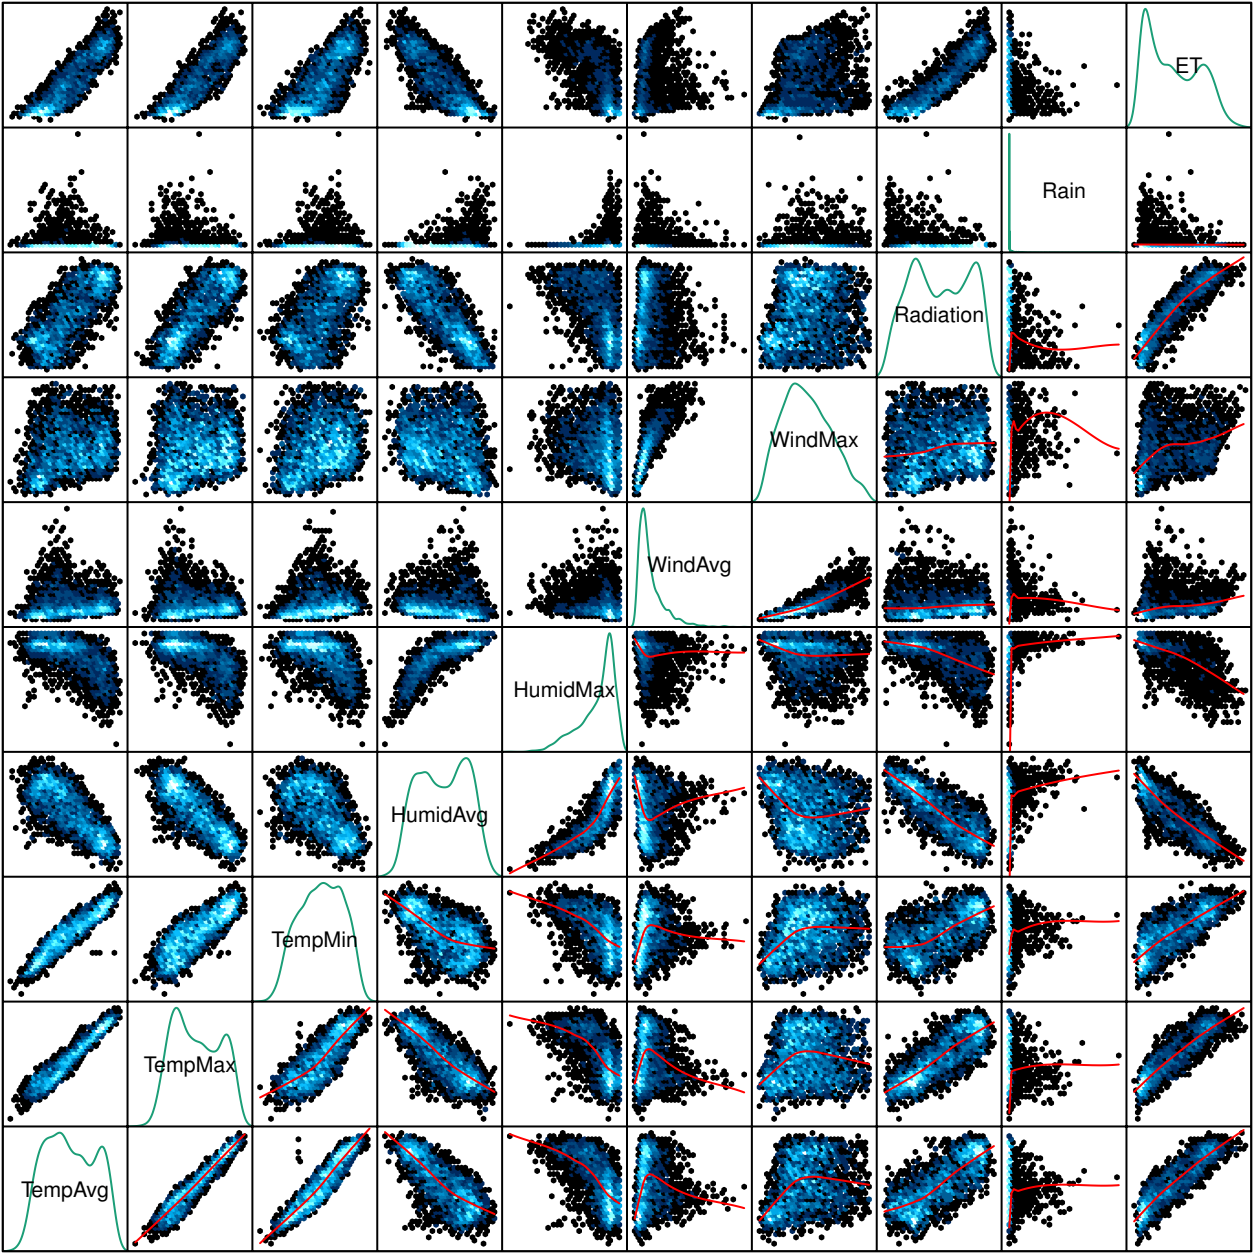 ET
Rain
Radiation
WindMax
WindAvg
HumidMax
HumidAvg
TempMin
TempMax
TempAvg